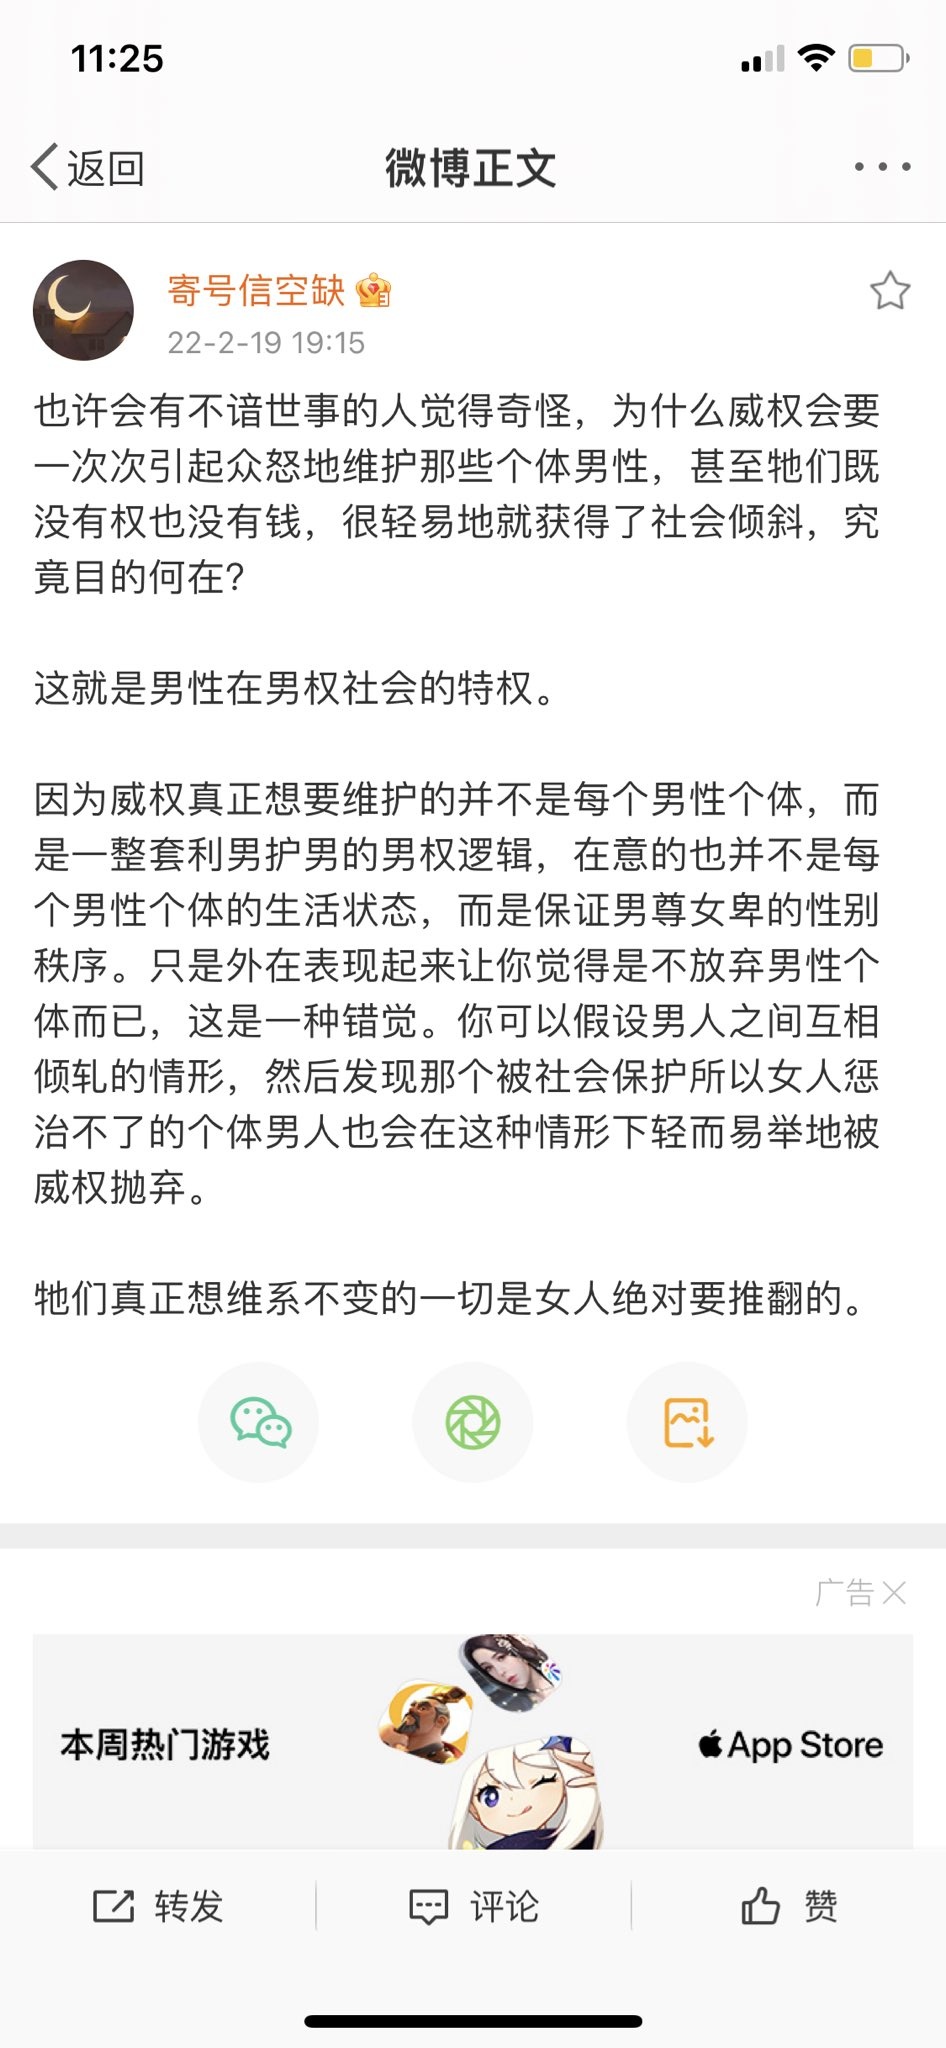 11:25
返回
微博正文
寄号信空缺
22-2-19 19:15
也许会有不谙世事的人觉得奇怪，为什么威权会要
一次次引起众怒地维护那些个体男性，甚至牠们既
没有权也没有钱，很轻易地就获得了社会倾斜，究
竟目的何在？
这就是男性在男权社会的特权。
因为威权真正想要维护的并不是每个男性个体，而
是一整套利男护男的男权逻辑，在意的也并不是每
个男性个体的生活状态，而是保证男尊女卑的性别
秩序。只是外在表现起来让你觉得是不放弃男性个
体而已，这是一种错觉。你可以假设男人之间互相
倾轧的情形，然后发现那个被社会保护所以女人惩
治不了的个体男人也会在这种情形下轻而易举地被
威权抛弃。
牠们真正想维系不变的一切是女人绝对要推翻的。
广告
本周热门游戏
App Store
转发
评论
赞